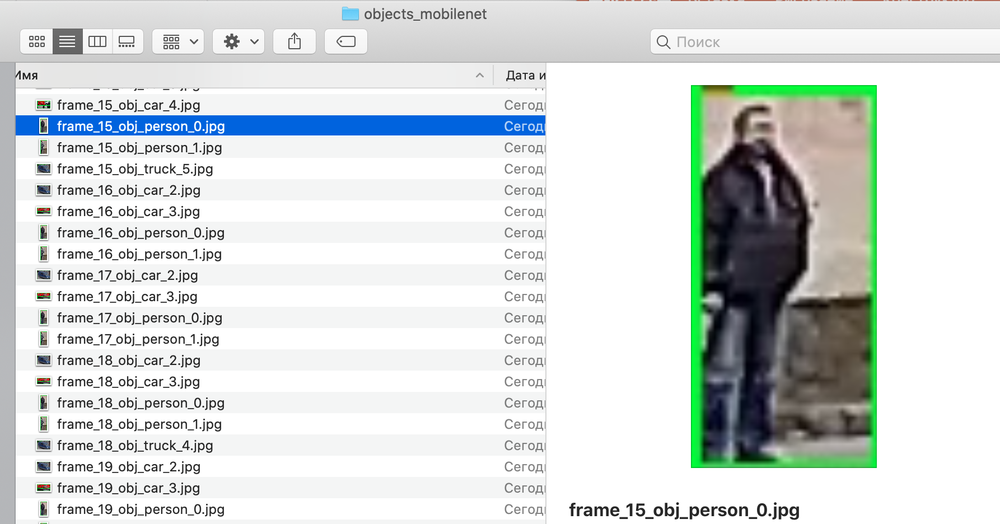 objects_mobilenet
Поиск
Имя
Дата и
frame_15_obj_car_4.jpg
Сегод
frame_15_obj_person_0.jpg
Сегод
frame_15_obj_person_1.jpg
Сегод
frame_15_obj_truck_5.jpg
Сегод
frame_16_obj_car_2.jpg
Сегод
frame_16_obj_car_3.jpg
Сегод
frame_16_obj_person_0.jpg
Сегод
frame_16_obj_person_1.jpg
Сегод
frame_17_obj_car_2.jpg
Сегод
frame_17_obj_car_3.jpg
Сегод
frame_17_obj_person_0.jpg
Сегод
frame_17_obj_person_1.jpg
Сегод
frame_18_obj_car_2.jpg
Сегод
frame_18_obj_car_3.jpg
Сегод
frame_18_obj_person_0.jpg
Сегод
frame_18_obj_person_1.jpg
Сегод
frame_18_obj_truck_4.jpg
Сегод
frame_19_obj_car_2.jpg
Сегод
frame_19_obj_car_3.jpg
Сегод
frame_19_obj_person_0.jpg
Сегод
frame_15_obj_person_0.jpg